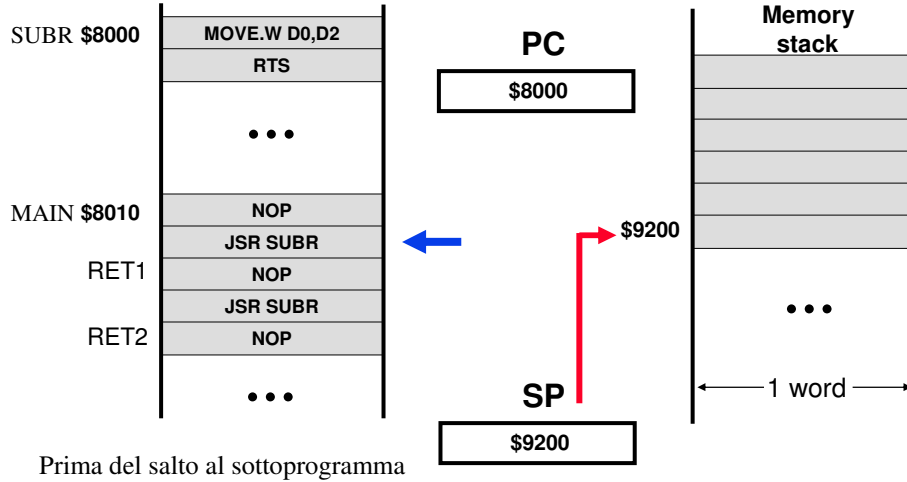 SUBR $8000
MOVE.W D0,D2
RTS
• • •
MAIN $8010
NOP
JSR SUBR
RET1
NOP
JSR SUBR
RET2
NOP
• • •
Prima del salto al sottoprogramma
PC
$8000
SP
$9200
Memory
stack
$9200
• • •
1 word